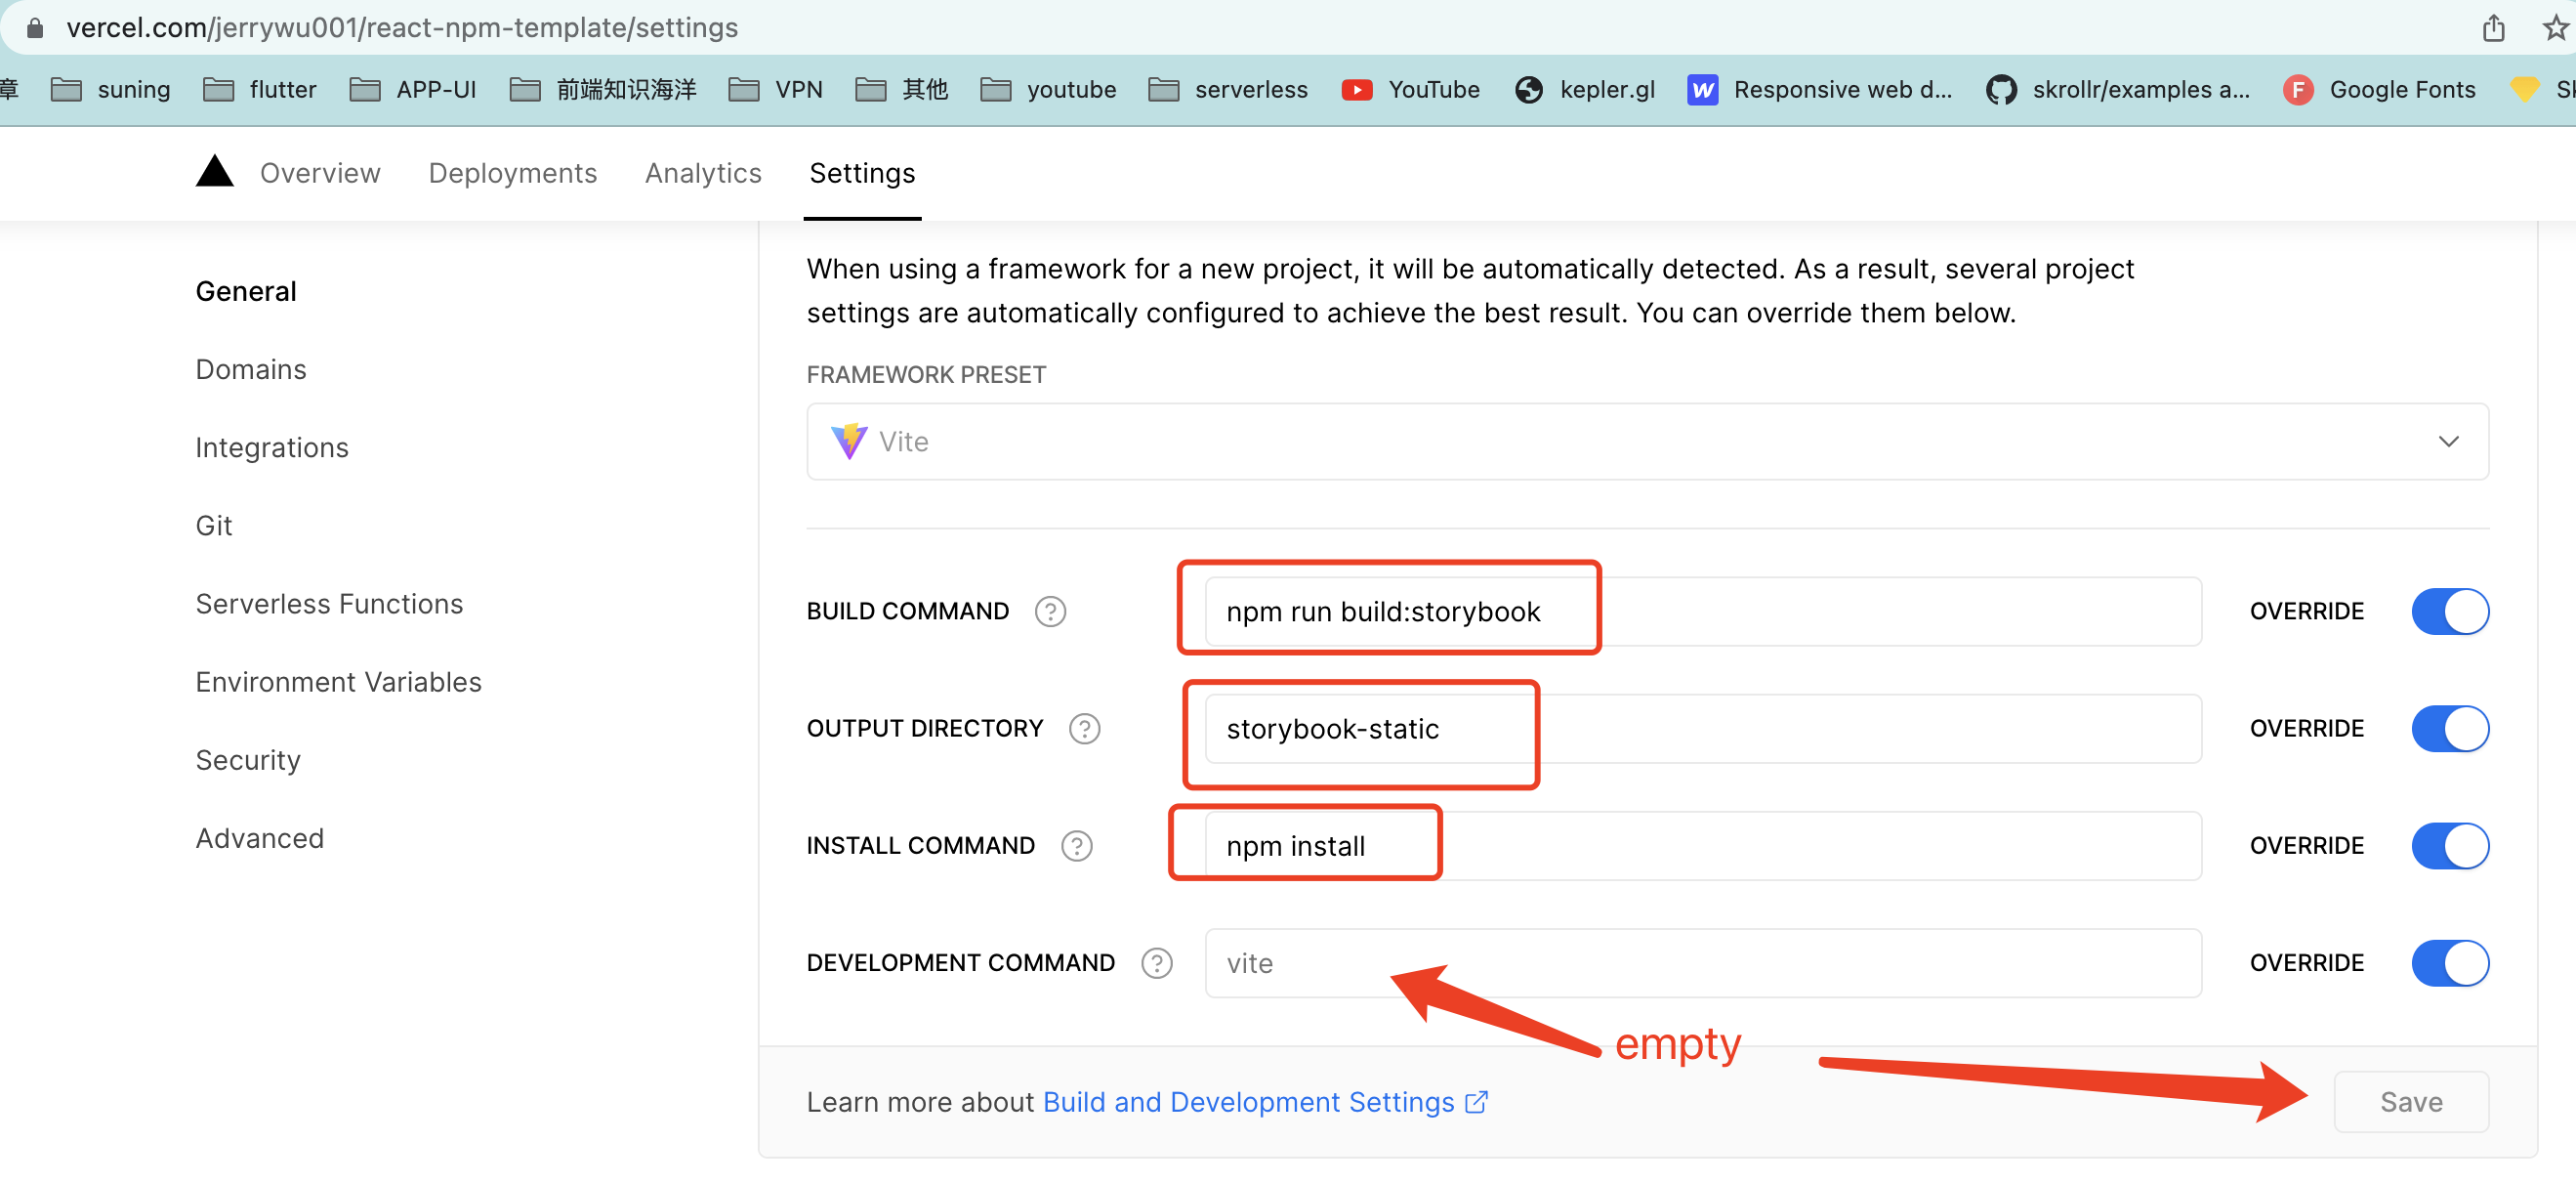 vercel.com/jerrywu001/react-npm-template/settings
章 suning flutter APP-UI 前端知识海洋 VPN 其他 youtube serverless YouTube kepler.gl W Responsive web d... skrollr/examples a... F Google Fonts Sk
Overview Deployments Analytics Settings
General
Domains
Integrations
Git
Serverless Functions
Environment Variables
Security
Advanced
When using a framework for a new project, it will be automatically detected. As a result, several project
settings are automatically configured to achieve the best result. You can override them below.
FRAMEWORK PRESET
Vite
BUILD COMMAND ? npm run build:storybook OVERRIDE
OUTPUT DIRECTORY ? storybook-static OVERRIDE
INSTALL COMMAND ? npm install OVERRIDE
DEVELOPMENT COMMAND ? vite OVERRIDE
empty
Learn more about Build and Development Settings Save